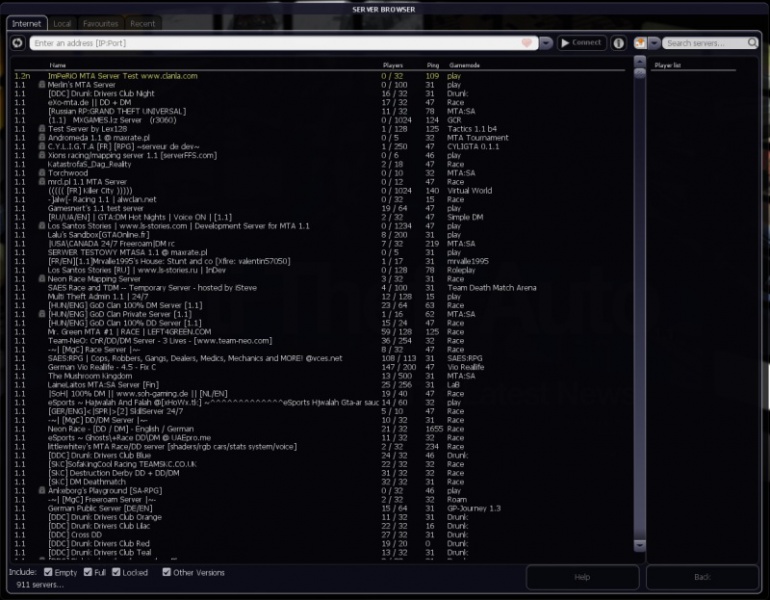 SERVER BROWSER
Internet Local Favourites Recent
Enter an address [IP:Port] Connect Search servers...
Name Players Ping Gamemode Player list
1.2n ImPeRiO MTA Server Test www.clanla.com 0 / 32 109 play
1.1 Merlin's MTA Server 0 / 100 31 play
1.1 [DDC] Drunk Drivers Club Night 16 / 32 31 Drunk
1.1 eXo-mta.de || DD + DM 17 / 32 47 Race
1.1 [Russian RP:GRAND THEFT UNIVERSAL] 11 / 32 78 MTA:SA
1.1 (1.1) MXGAMES.lz Server (r3060) 0 / 1024 124 GCR
1.1 Test Server by Lex128 1 / 128 125 Tactics 1.1 b4
1.1 Andromeda 1.1 @ maxrate.pl 0 / 5 32 MTA Tournament
1.1 C.Y.L.I.G.T.A [FR] [RPG] ~serveur de dev~ 1 / 250 47 CYLIGTA 0.1.1
1.1 Xions racing/mapping server 1.1 [serverFFS.com] 0 / 6 46 play
1.1 KatastrofaS_Dag_Reality 2 / 18 47 Race
1.1 Torchwood 0 / 10 32 MTA:SA
1.1 mrcl.pl 1.1 MTA Server 0 / 12 47 Race
1.1 ((((( [FR] Killer City ))))) 0 / 1024 140 Virtual World
1.1 -]alw[- Racing 1.1 | alwclan.net 0 / 32 15 Race
1.1 Gamesnert's 1.1 test server 19 / 64 47 play
1.1 [RU/UA/EN] | GTA:DM Hot Nights | Voice ON | [1.1] 2 / 32 47 Simple DM
1.1 Los Santos Stories | www.ls-stories.com | Development Server for MTA 1.1 0 / 1234 47 play
1.1 Lalu's Sandbox[GTAOnline.fr] 8 / 200 31 play
1.1 |USA\CANADA 24/7 Freeroam|DM rc 7 / 32 219 MTA:SA
1.1 SERWER TESTOWY MTASA 1.1 @ maxrate.pl 0 / 5 31 play
1.1 [FR/EN][1.1]Mrvalle1995's House: Stunt and co [Xfire: valentin57050] 1 / 17 31 mrvalle1995
1.1 Los Santos Stories [RU] | www.ls-stories.ru | InDev 0 / 128 78 Roleplay
1.1 Neon Race Mapping Server 3 / 32 31 Race
1.1 SAES Race and TDM -- Temporary Server - hosted by iSteve 4 / 100 31 Team Death Match Arena
1.1 Multi Theft Admin 1.1 | 24/7 12 / 128 15 play
1.1 [HUN/ENG] GoD Clan 100% DM Server [1.1] 23 / 64 63 Race
1.1 [HUN/ENG] GoD Clan Private Server [1.1] 1 / 16 62 MTA:SA
1.1 [HUN/ENG] GoD Clan 100% DD Server [1.1] 15 / 24 47 Race
1.1 Mr. Green MTA #1 | RACE | LEFT4GREEN.COM 59 / 128 125 Race
1.1 Team-NeO: CnR/DD/DM Server - 3 Lives - [www.team-neo.com] 36 / 254 32 Race
1.1 -~| [MgC] Race Server |~- 8 / 32 47 Race
1.1 SAES:RPG | Cops, Robbers, Gangs, Dealers, Medics, Mechanics and MORE! @vces.net 108 / 113 31 SAES:RPG
1.1 German Vio Reallife - 4.5 - Fix C 147 / 200 47 Vio Reallife
1.1 The Mushroom Kingdom 13 / 500 31 MTA:SA
1.1 LaineLaitos MTA:SA Server [Fin] 25 / 256 31 LaB
1.1 [SoH] 100% DM || www.soh-gaming.de || [NL/EN] 19 / 40 47 Race
1.1 eSports ~ Hajwalah And Falah 14 / 60 32 play
1.1 [GER/ENG]<|SPR|>[2] SkillServer 24/7 5 / 10 47 Race
1.1 -~| [MgC] DD/DM Server |~- 10 / 32 31 Race
1.1 Neon Race - [DD / DM] - English / German 21 / 32 1655 Race
1.1 eSports ~ Ghosts\+Race DD\DM @ UAEpro.me 11 / 32 32 Race
1.1 littlewhitey's MTA Race/DD server [shaders/rgb cars/stats system/voice] 2 / 32 234 Race
1.1 [DDC] Drunk Drivers Club Blue 24 / 32 46 Drunk
1.1 [SKC]SofakingCool Racing TEAMSKC.CO.UK 22 / 32 32 Race
1.1 [SKC] Destruction Derby DD + DD/DM 31 / 32 32 Race
1.1 [SKC] DM Deathmatch 32 / 32 31 Race
1.1 Ankeborg's Playground [SA-RPG] 0 / 32 46 play
1.1 -~| [MgC] Freeroam Server |~- 2 / 32 32 Roam
1.1 German Public Server [DE/EN] 15 / 64 31 GP-Journey 1.3
1.1 [DDC] Drunk Drivers Club Orange 11 / 32 31 Drunk
1.1 [DDC] Drunk Drivers Club Lilac 22 / 32 16 Drunk
1.1 [DDC] Cross DD 27 / 32 31 Drunk
1.1 [DDC] Drunk Drivers Club Red 19 / 20 0 Drunk
1.1 [DDC] Drunk Drivers Club Teal 13 / 32 31 Drunk
Include: Empty Full Locked Other Versions Help Back
911 servers...